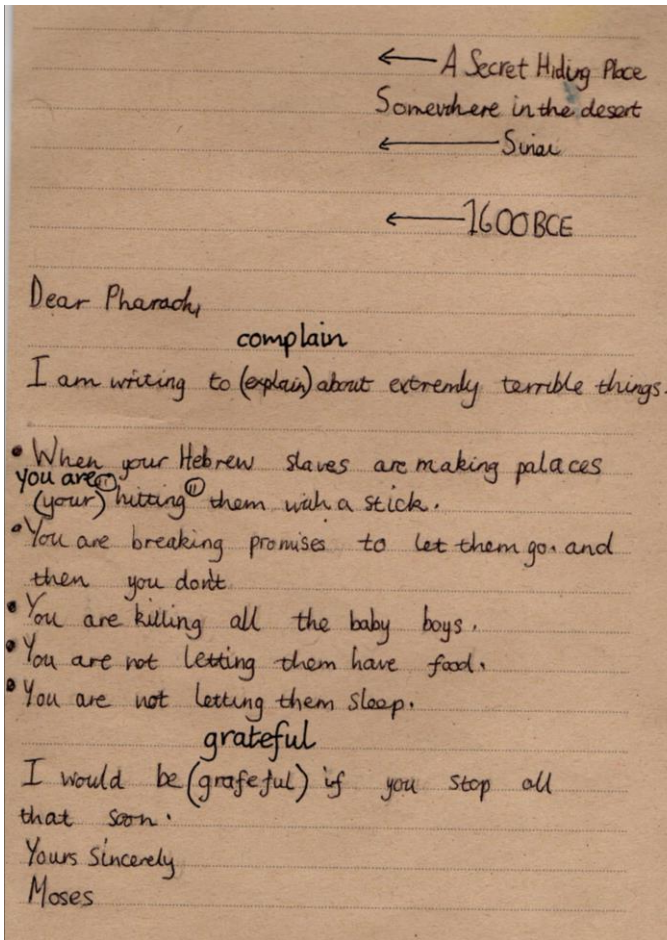 ← A Secret Hiding Place
Somewhere in the desert
← Sinai
← 1600BCE
Dear Pharaoh,
complain
I am writing to (explain) about extremly terrible things.
• When your Hebrew slaves are making palaces
you are
(your) hitting them with a stick.
• You are breaking promises to let them go. and
then you don't
• You are killing all the baby boys.
• You are not letting them have food.
• You are not letting them sleep.
grateful
I would be (grafeful) if you stop all
that soon.
Yours Sincerely
Moses